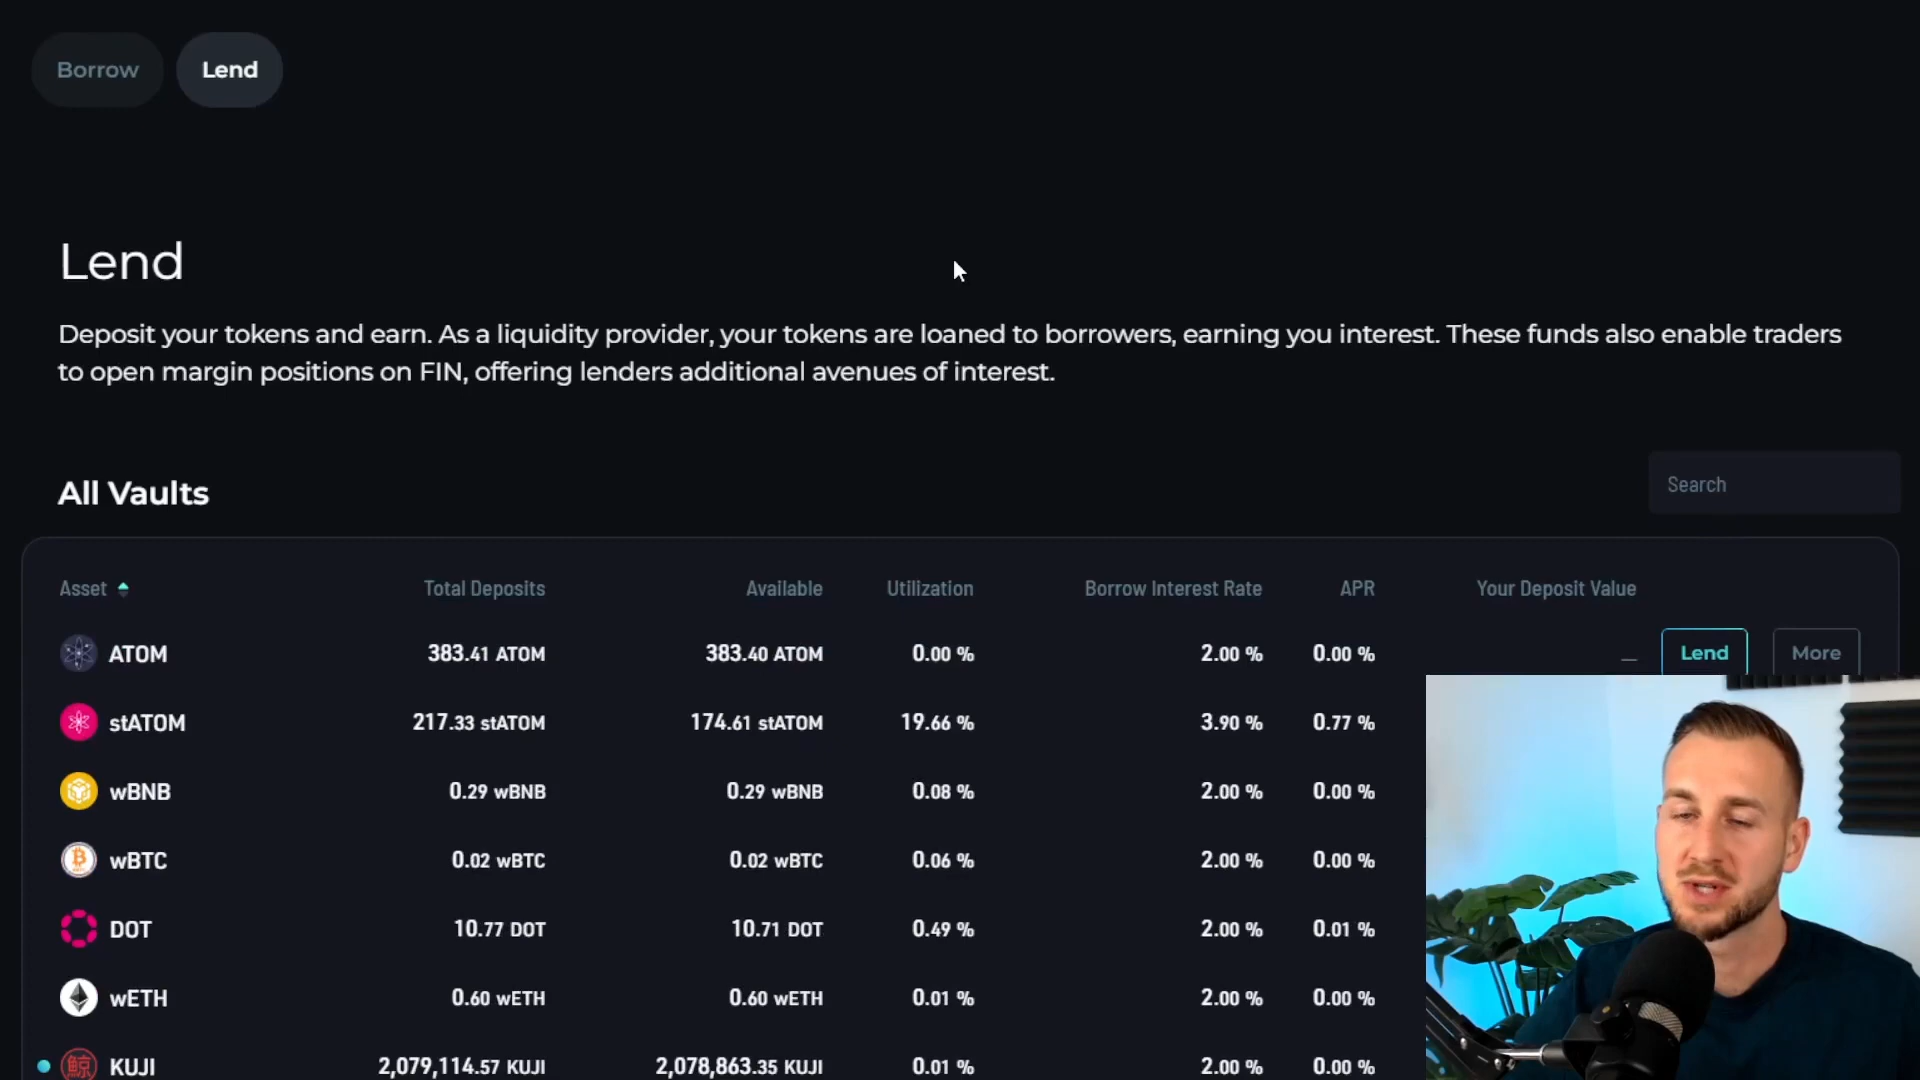 Borrow Lend
Lend
Deposit your tokens and earn. As a liquidity provider, your tokens are loaned to borrowers, earning you interest. These funds also enable traders
to open margin positions on FIN, offering lenders additional avenues of interest.
All Vaults
Search
Asset Total Deposits Available Utilization Borrow Interest Rate APR Your Deposit Value
ATOM 383.41 ATOM 383.40 ATOM 0.00 % 2.00 % 0.00 % — Lend More
stATOM 217.33 stATOM 174.61 stATOM 19.66 % 3.90 % 0.77 %
wBNB 0.29 wBNB 0.29 wBNB 0.08 % 2.00 % 0.00 %
wBTC 0.02 wBTC 0.02 wBTC 0.06 % 2.00 % 0.00 %
DOT 10.77 DOT 10.71 DOT 0.49 % 2.00 % 0.01 %
wETH 0.60 wETH 0.60 wETH 0.01 % 2.00 % 0.00 %
鯨 KUJI 2,079,114.57 KUJI 2,078,863.35 KUJI 0.01 % 2.00 % 0.00 %